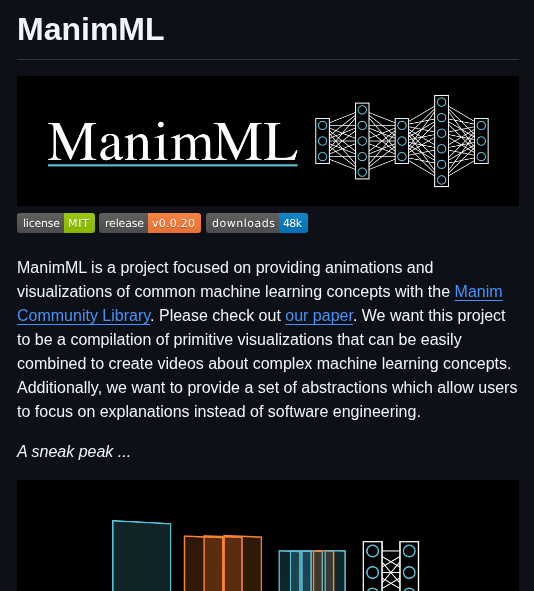 ManimML
ManimML
license MIT release v0.0.20 downloads 48k
ManimML is a project focused on providing animations and
visualizations of common machine learning concepts with the Manim
Community Library. Please check out our paper. We want this project
to be a compilation of primitive visualizations that can be easily
combined to create videos about complex machine learning concepts.
Additionally, we want to provide a set of abstractions which allow users
to focus on explanations instead of software engineering.
A sneak peak ...